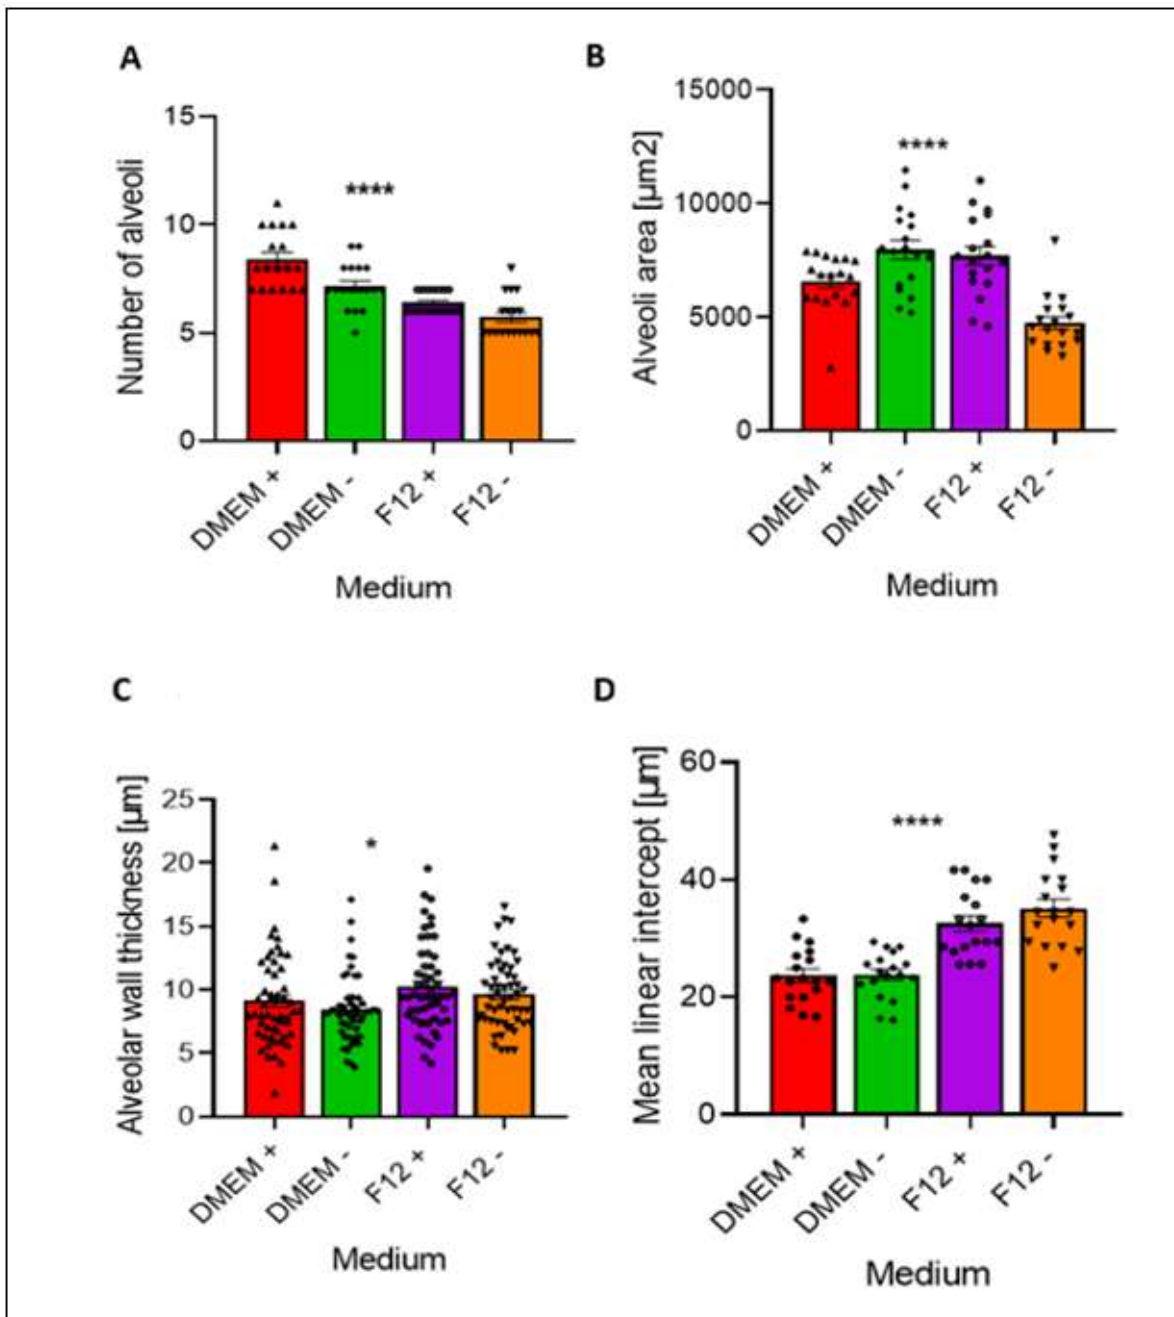 A
Number of alveoli
15
10
5
0
****
DMEM +
DMEM -
F12 +
F12 -
Medium
B
Alveoli area [µm2]
15000
10000
5000
0
****
DMEM +
DMEM -
F12 +
F12 -
Medium
C
Alveolar wall thickness [µm]
25
20
15
10
5
0
*
DMEM +
DMEM -
F12 +
F12 -
Medium
D
Mean linear intercept [µm]
60
40
20
0
****
DMEM +
DMEM -
F12 +
F12 -
Medium